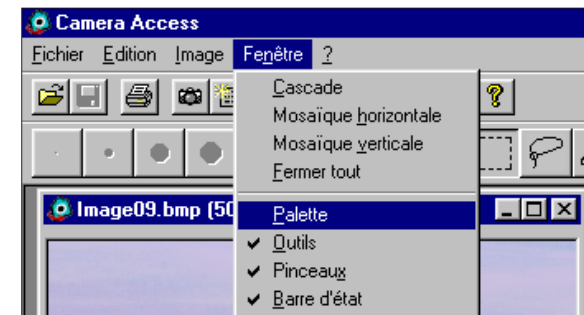 Camera Access
Fichier Edition Image Fenêtre ?
Cascade
Mosaïque horizontale
Mosaïque verticale
Fermer tout
Image09.bmp (50
Palette
Outils
Pinceaux
Barre d'état